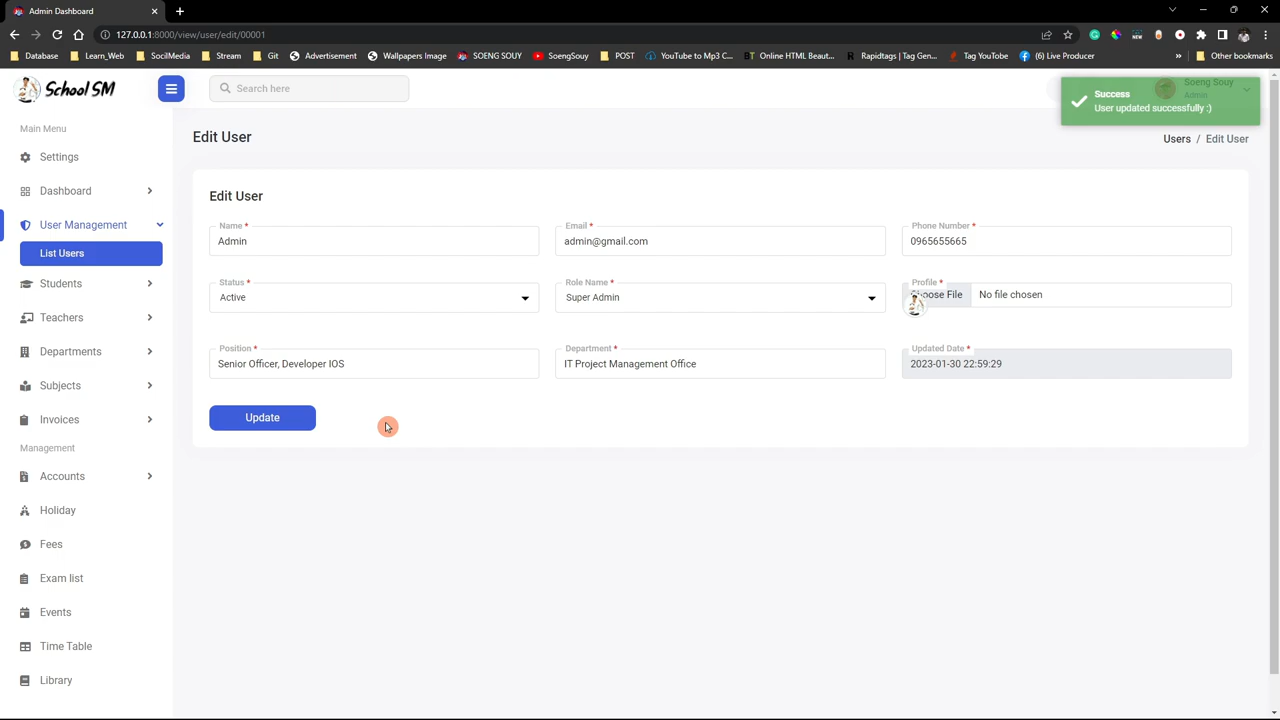 Admin Dashboard
127.0.0.1:8000/view/user/edit/00001
Database Learn_Web SocilMedia Stream Git Advertisement Wallpapers Image SOENG SOUY SoengSouy POST YouTube to Mp3 C... Online HTML Beaut... Rapidtags | Tag Gen... Tag YouTube (6) Live Producer » Other bookmarks
School SM
Search here
Soeng Souy
Admin
Success
User updated successfully :)
Main Menu
Settings
Dashboard
User Management
List Users
Students
Teachers
Departments
Subjects
Invoices
Management
Accounts
Holiday
Fees
Exam list
Events
Time Table
Library
Edit User
Users / Edit User
Edit User
Name *
Admin
Email *
admin@gmail.com
Phone Number *
0965655665
Status *
Active
Role Name *
Super Admin
Profile *
Choose File No file chosen
Position *
Senior Officer, Developer IOS
Department *
IT Project Management Office
Updated Date *
2023-01-30 22:59:29
Update